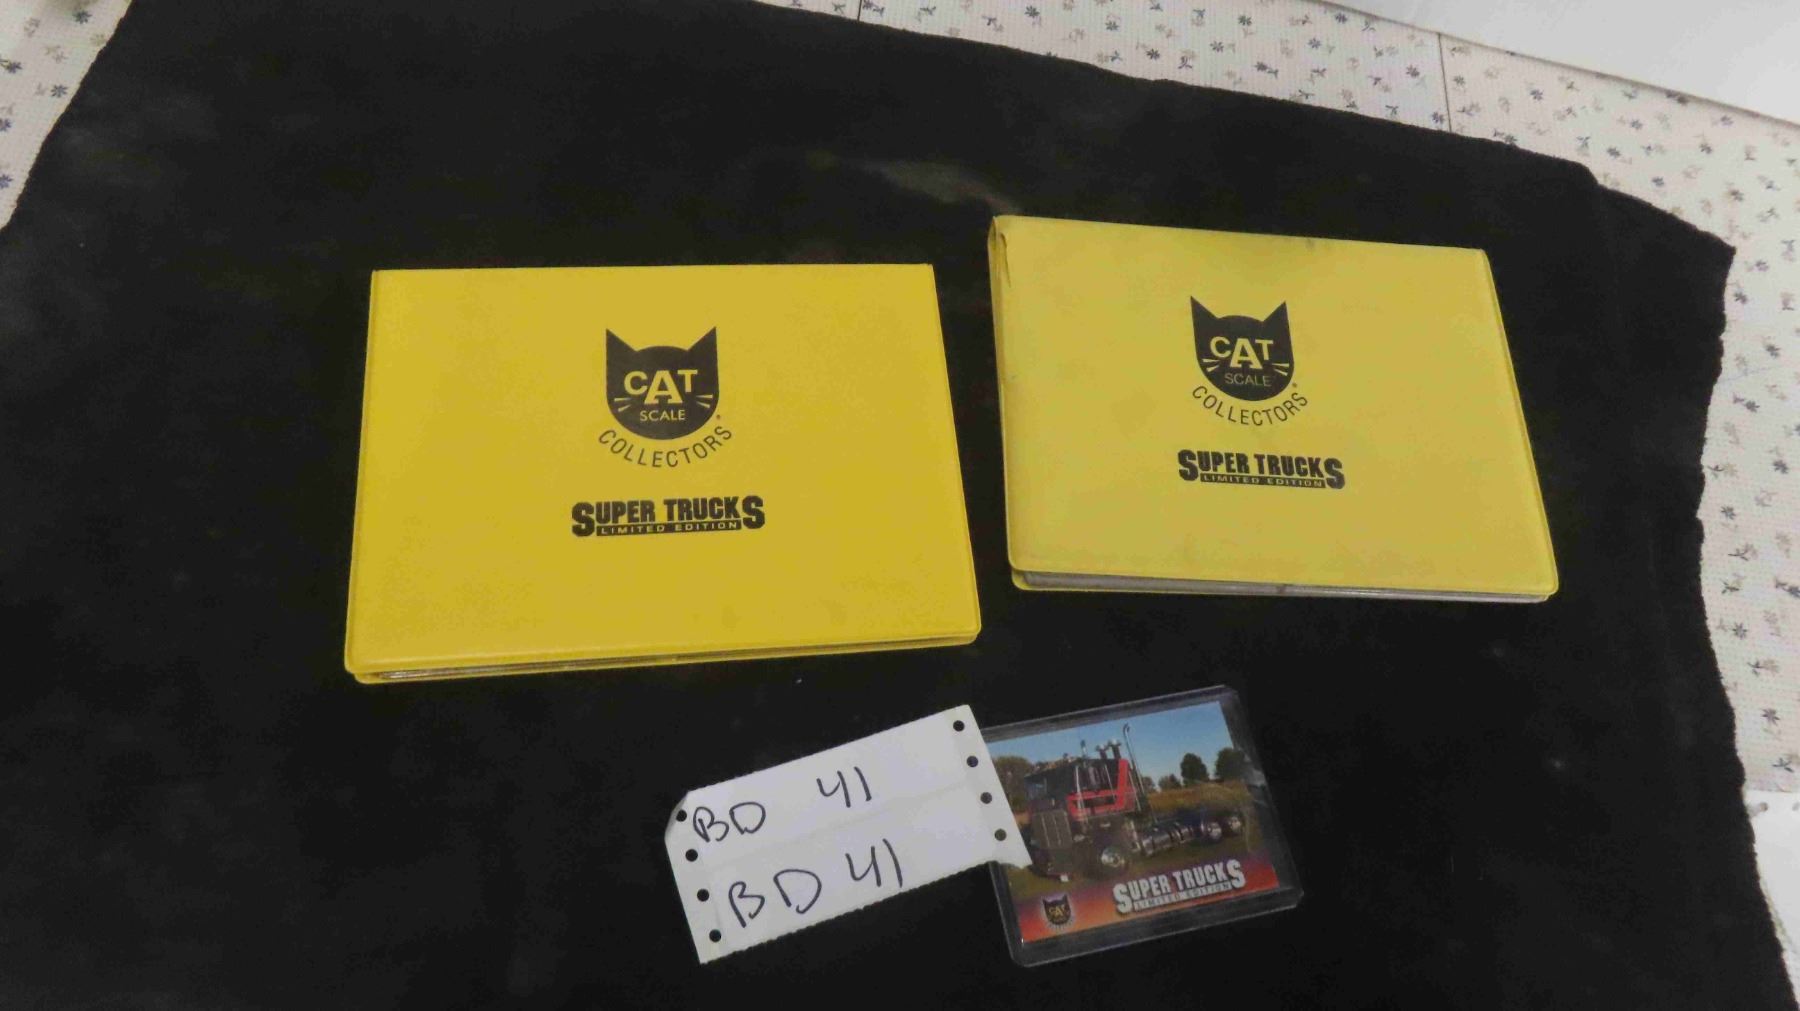 CAT
SCALE
COLLECTORS
SUPER TRUCKS
LIMITED EDITION
CAT
SCALE
COLLECTORS
SUPER TRUCKS
LIMITED EDITION
BD 41
BD 41
SUPER TRUCKS
LIMITED EDITION
CAT